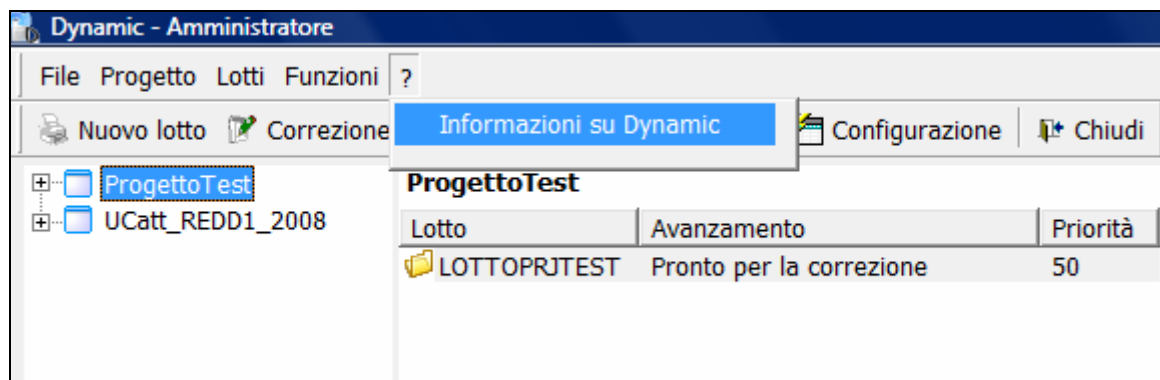 Dynamic - Amministratore
File Progetto Lotti Funzioni ?
Nuovo lotto Correzione Informazioni su Dynamic Configurazione Chiudi
ProgettoTest ProgettoTest
UCatt_REDD1_2008 Lotto Avanzamento Priorità
LOTTOPRJTEST Pronto per la correzione 50